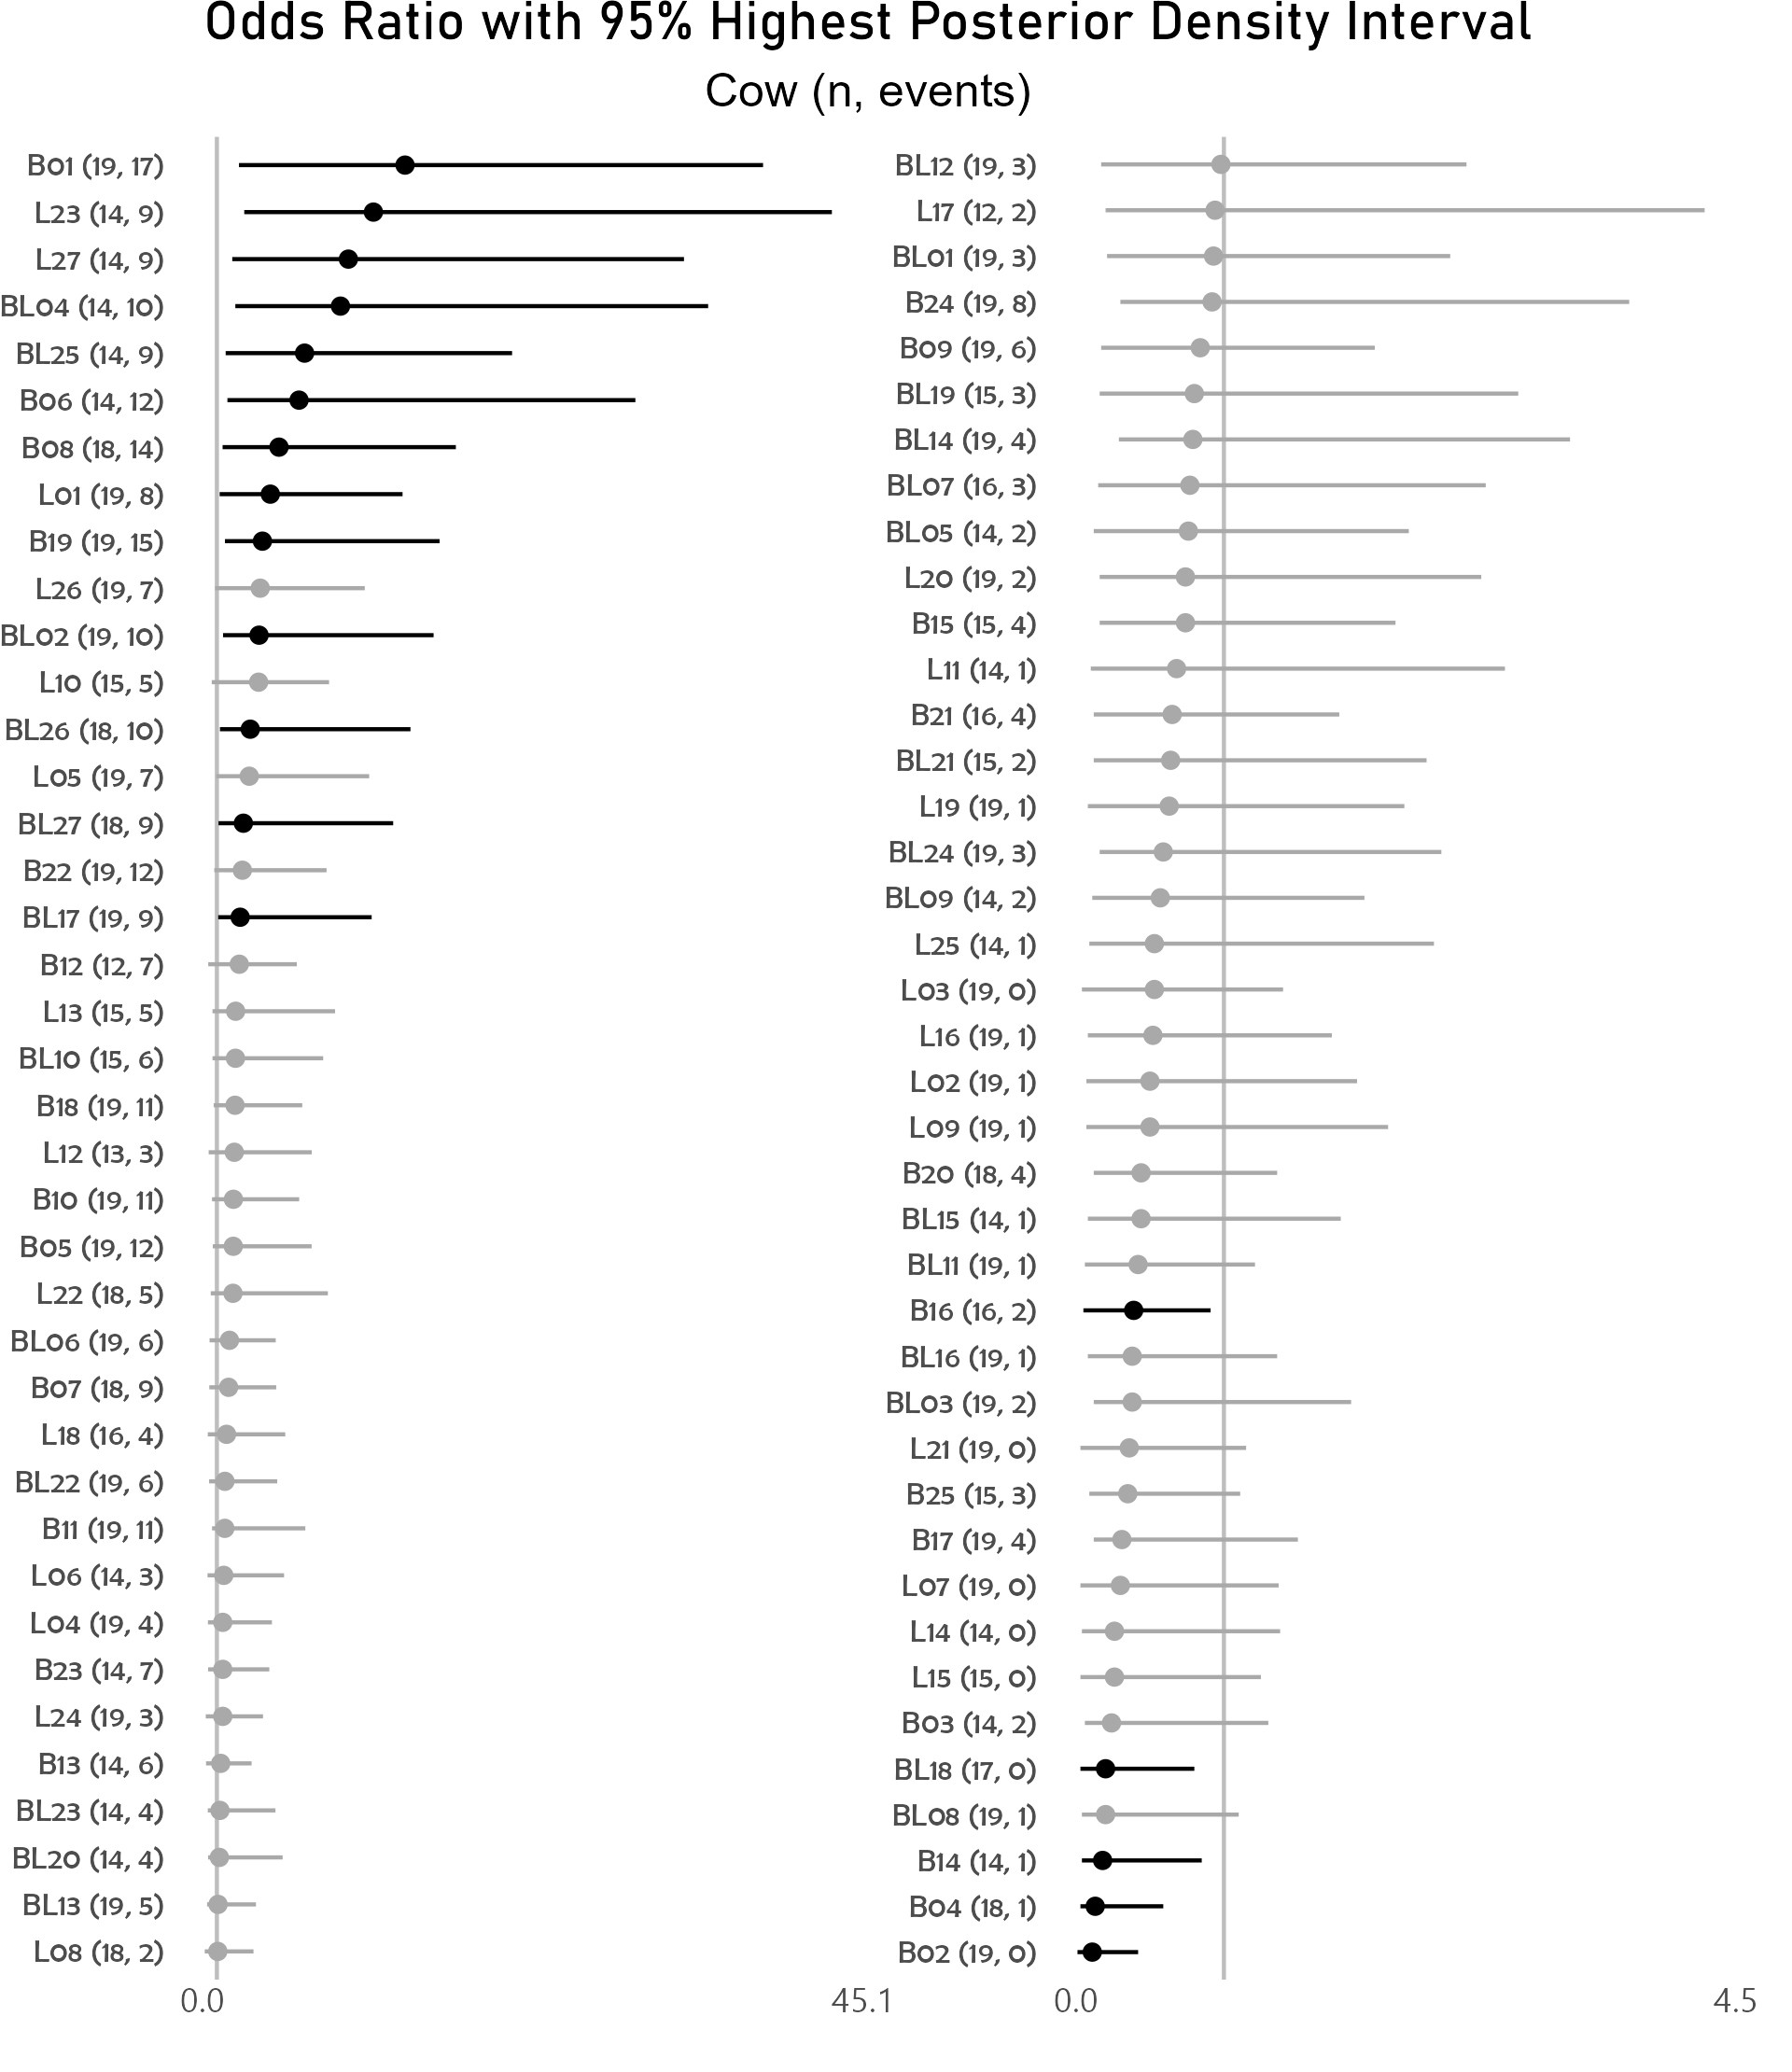 Odds Ratio with 95% Highest Posterior Density Interval
Cow (n, events)
B01 (19, 17)
L23 (14, 9)
L27 (14, 9)
BL04 (14, 10)
BL25 (14, 9)
B06 (14, 12)
B08 (18, 14)
L01 (19, 8)
B19 (19, 15)
L26 (19, 7)
BL02 (19, 10)
L10 (15, 5)
BL26 (18, 10)
L05 (19, 7)
BL27 (18, 9)
B22 (19, 12)
BL17 (19, 9)
B12 (12, 7)
L13 (15, 5)
BL10 (15, 6)
B18 (19, 11)
L12 (13, 3)
B10 (19, 11)
B05 (19, 12)
L22 (18, 5)
BL06 (19, 6)
B07 (18, 9)
L18 (16, 4)
BL22 (19, 6)
B11 (19, 11)
L06 (14, 3)
L04 (19, 4)
B23 (14, 7)
L24 (19, 3)
B13 (14, 6)
BL23 (14, 4)
BL20 (14, 4)
BL13 (19, 5)
L08 (18, 2)
0.0 45.1
BL12 (19, 3)
L17 (12, 2)
BL01 (19, 3)
B24 (19, 8)
B09 (19, 6)
BL19 (15, 3)
BL14 (19, 4)
BL07 (16, 3)
BL05 (14, 2)
L20 (19, 2)
B15 (15, 4)
L11 (14, 1)
B21 (16, 4)
BL21 (15, 2)
L19 (19, 1)
BL24 (19, 3)
BL09 (14, 2)
L25 (14, 1)
L03 (19, 0)
L16 (19, 1)
L02 (19, 1)
L09 (19, 1)
B20 (18, 4)
BL15 (14, 1)
BL11 (19, 1)
B16 (16, 2)
BL16 (19, 1)
BL03 (19, 2)
L21 (19, 0)
B25 (15, 3)
B17 (19, 4)
L07 (19, 0)
L14 (14, 0)
L15 (15, 0)
B03 (14, 2)
BL18 (17, 0)
BL08 (19, 1)
B14 (14, 1)
B04 (18, 1)
B02 (19, 0)
0.0 4.5